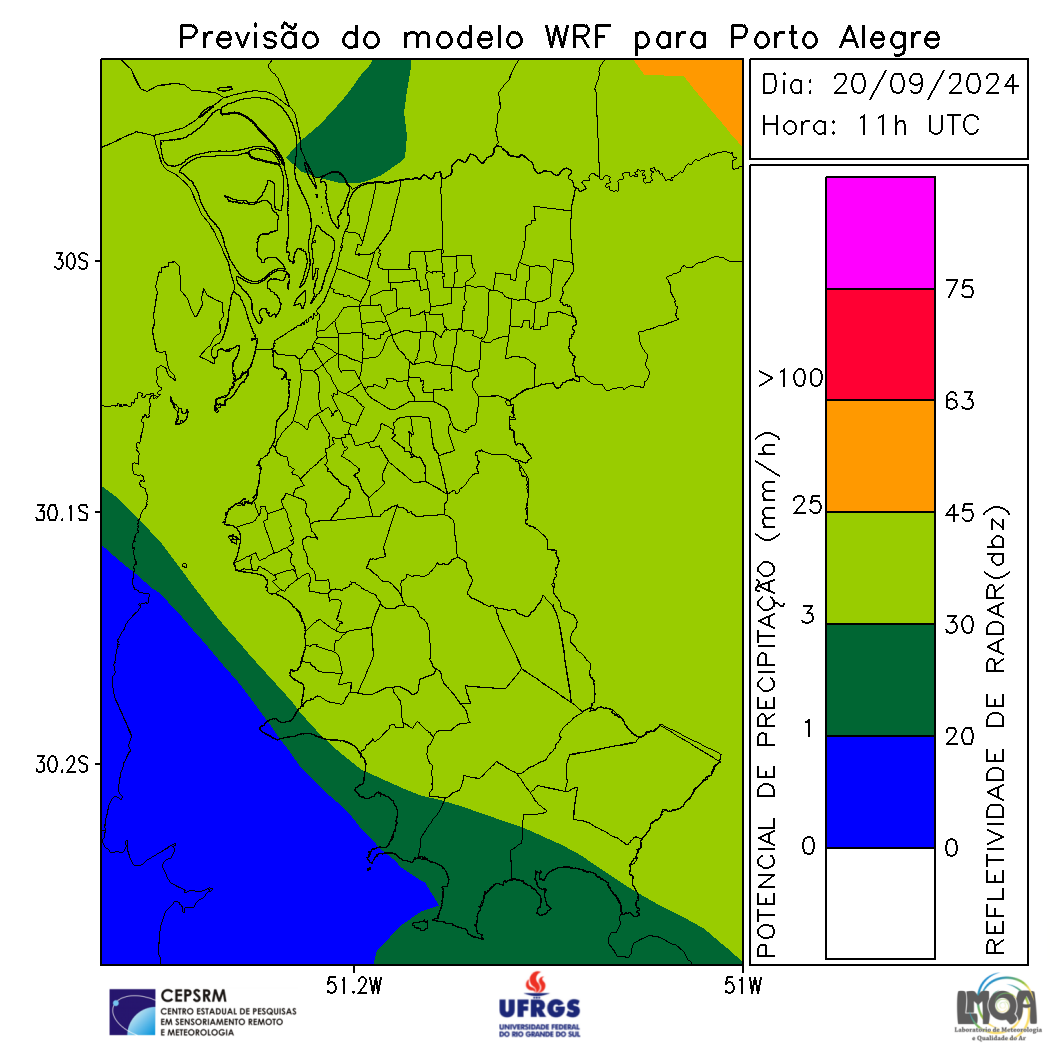 Previsão do modelo WRF para Porto Alegre
Dia: 20/09/2024
Hora: 11h UTC
30S
30.1S
30.2S
51.2W
51W
POTENCIAL DE PRECIPITAÇÃO (mm/h)
>100
25
3
1
0
75
63
45
30
20
0
REFLETIVIDADE DE RADAR(dbz)
CEPSRM
CENTRO ESTADUAL DE PESQUISAS
EM SENSORIAMENTO REMOTO
E METEOROLOGIA
UFRGS
UNIVERSIDADE FEDERAL
DO RIO GRANDE DO SUL
LMQA
Laboratório de Meteorologia
e Qualidade do Ar